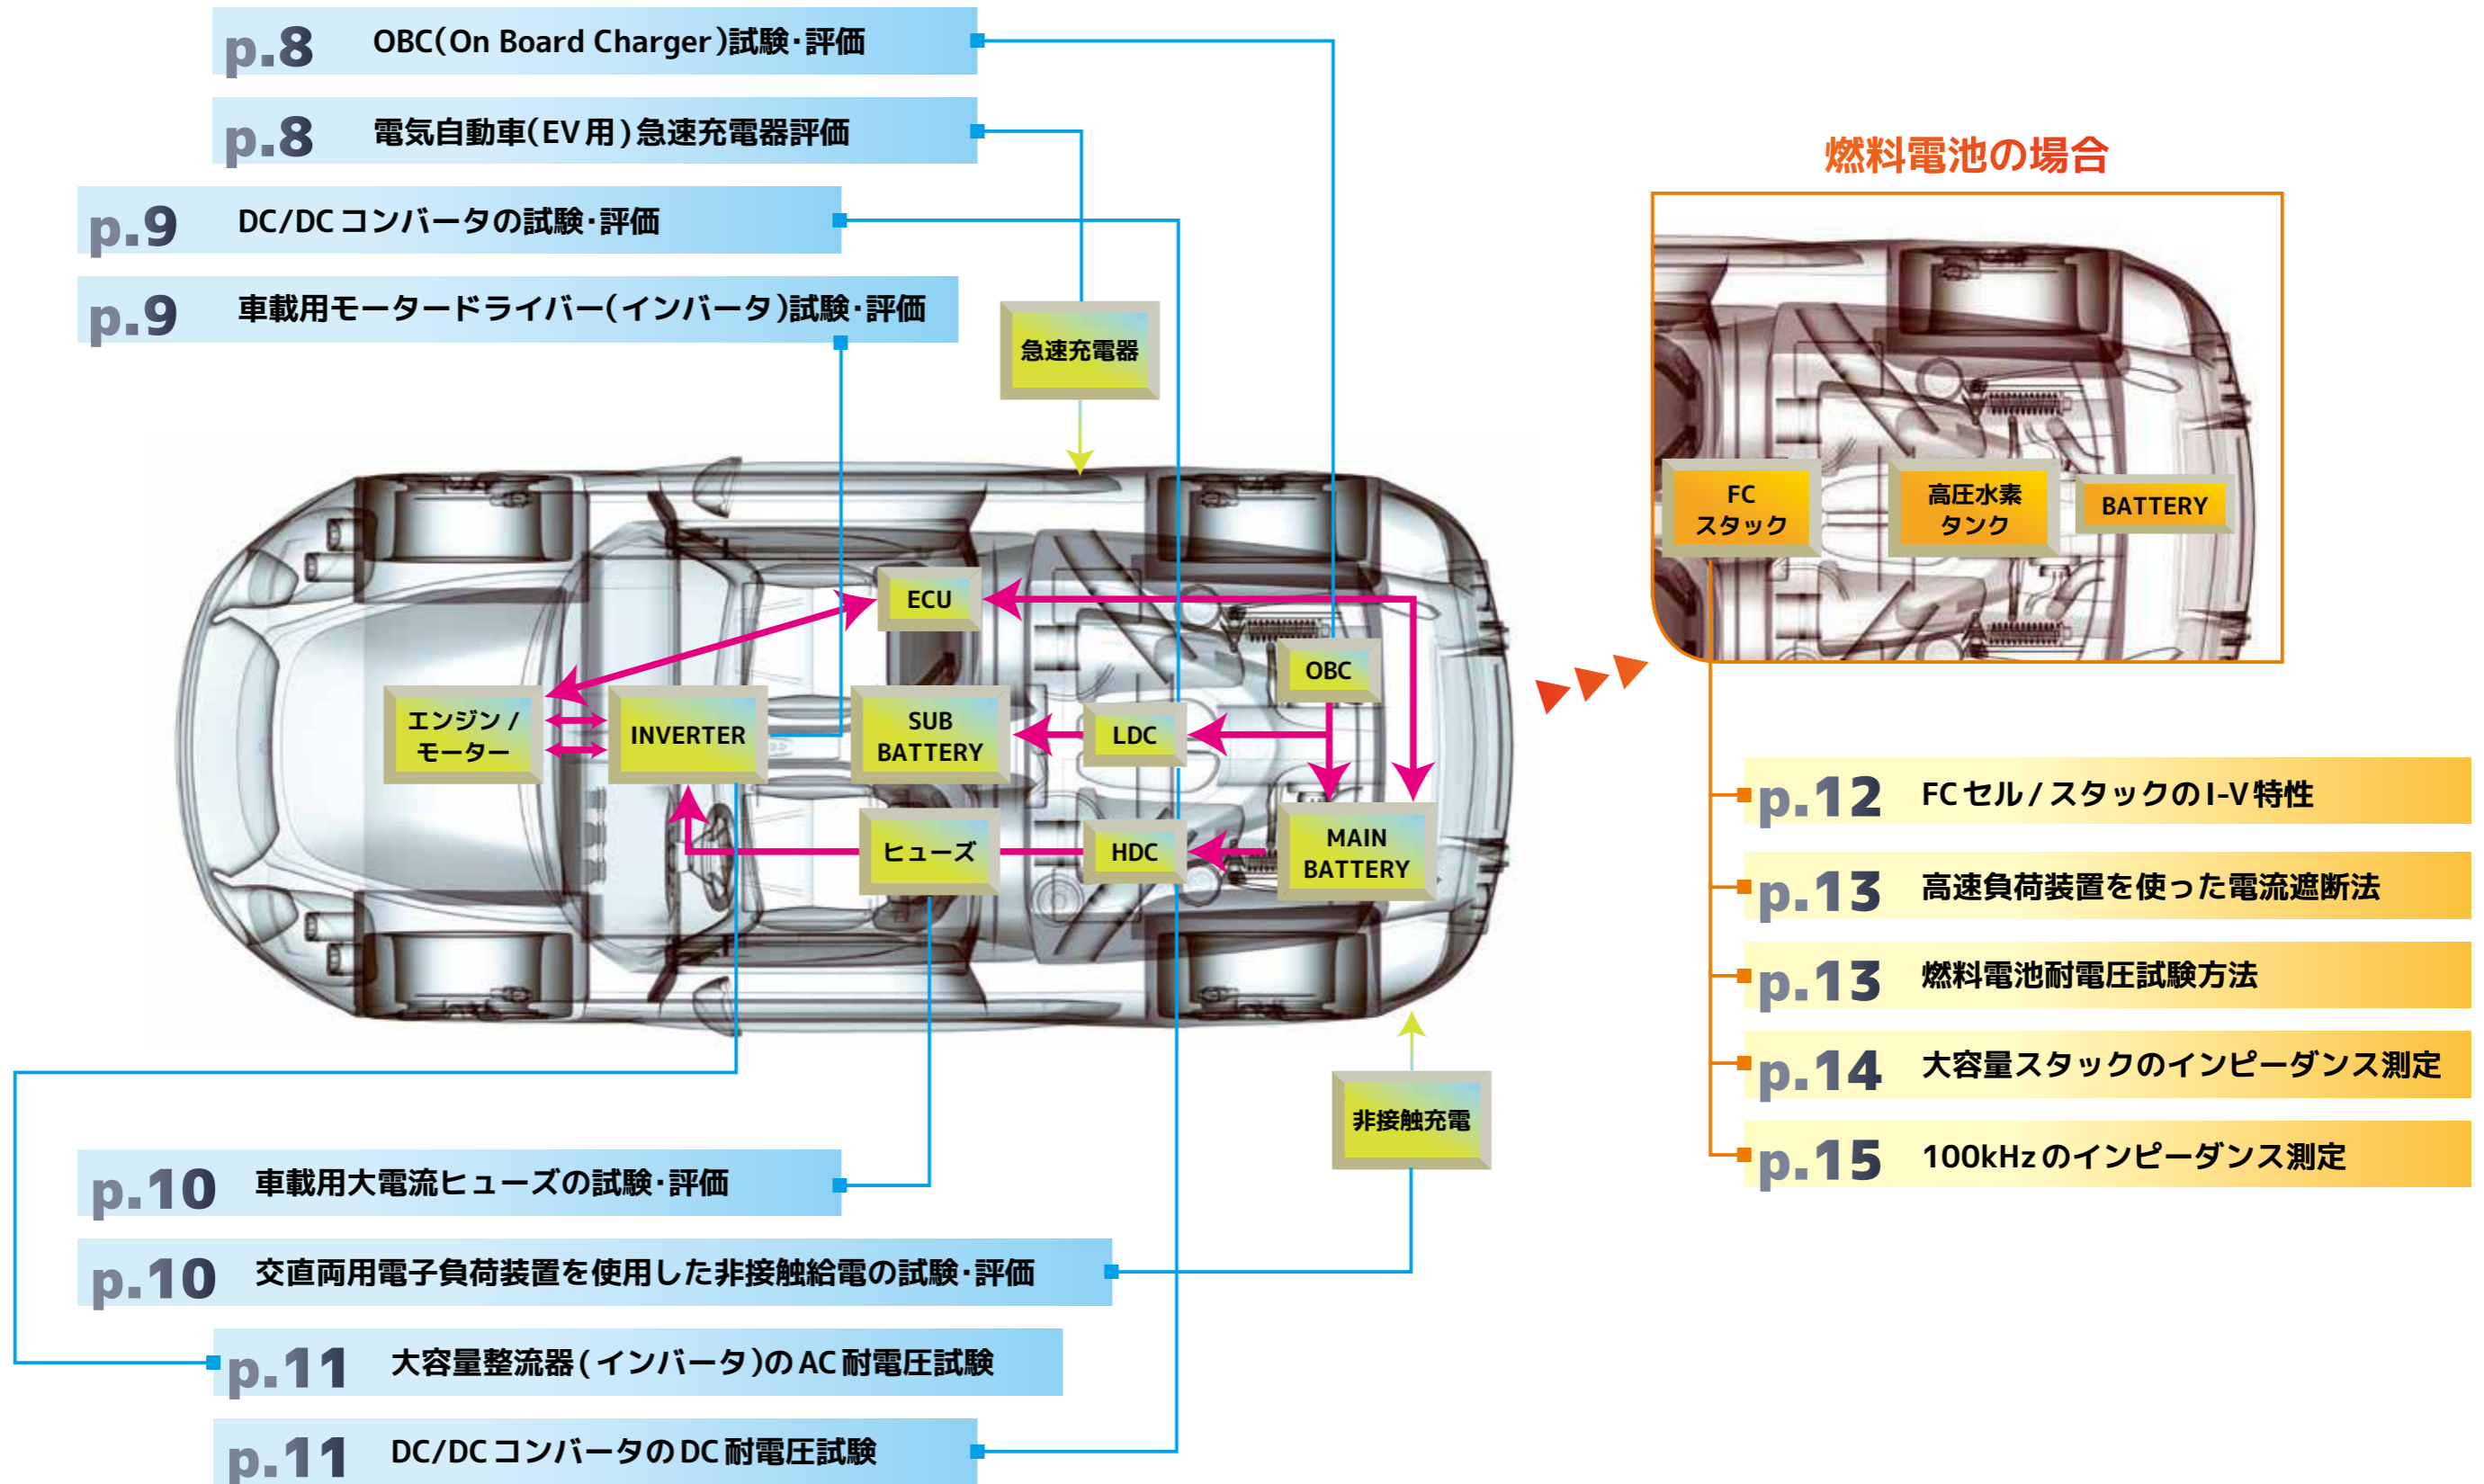 p.8 OBC(On Board Charger)試験･評価
p.8 電気自動車(EV用)急速充電器評価
p.9 DC/DCコンバータの試験･評価
p.9 車載用モータードライバー(インバータ)試験･評価
急速充電器
ECU
OBC
エンジン /
モーター
INVERTER
SUB
BATTERY
LDC
ヒューズ
HDC
MAIN
BATTERY
非接触充電
p.10 車載用大電流ヒューズの試験･評価
p.10 交直両用電子負荷装置を使用した非接触給電の試験･評価
p.11 大容量整流器(インバータ)のAC耐電圧試験
p.11 DC/DCコンバータのDC耐電圧試験
燃料電池の場合
FC
スタック
高圧水素
タンク
BATTERY
p.12 FCセル/スタックのI-V特性
p.13 高速負荷装置を使った電流遮断法
p.13 燃料電池耐電圧試験方法
p.14 大容量スタックのインピーダンス測定
p.15 100kHzのインピーダンス測定